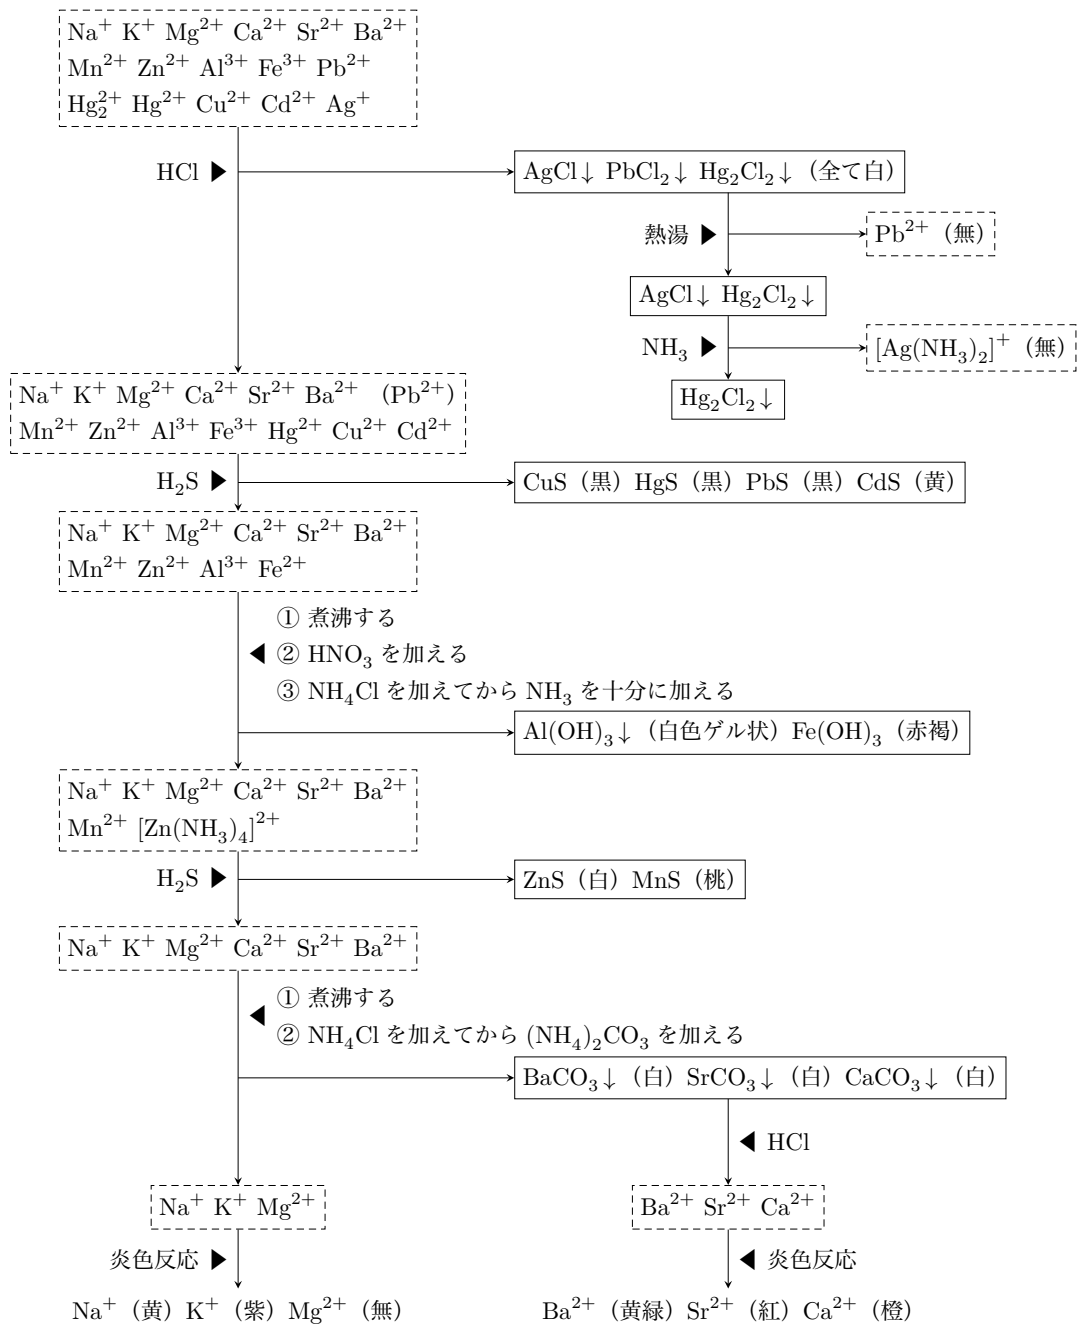 Na⁺ K⁺ Mg²⁺ Ca²⁺ Sr²⁺ Ba²⁺
Mn²⁺ Zn²⁺ Al³⁺ Fe³⁺ Pb²⁺
Hg₂²⁺ Hg²⁺ Cu²⁺ Cd²⁺ Ag⁺
HCl
AgCl↓ PbCl₂↓ Hg₂Cl₂↓（全て白）
熱湯
Pb²⁺（無）
AgCl↓ Hg₂Cl₂↓
NH₃
[Ag(NH₃)₂]⁺（無）
Hg₂Cl₂↓
Na⁺ K⁺ Mg²⁺ Ca²⁺ Sr²⁺ Ba²⁺ （Pb²⁺）
Mn²⁺ Zn²⁺ Al³⁺ Fe³⁺ Hg²⁺ Cu²⁺ Cd²⁺
H₂S
CuS（黒）HgS（黒）PbS（黒）CdS（黄）
Na⁺ K⁺ Mg²⁺ Ca²⁺ Sr²⁺ Ba²⁺
Mn²⁺ Zn²⁺ Al³⁺ Fe²⁺
① 煮沸する
② HNO₃ を加える
③ NH₄Cl を加えてから NH₃ を十分に加える
Al(OH)₃↓（白色ゲル状）Fe(OH)₃（赤褐）
Na⁺ K⁺ Mg²⁺ Ca²⁺ Sr²⁺ Ba²⁺
Mn²⁺ [Zn(NH₃)₄]²⁺
H₂S
ZnS（白）MnS（桃）
Na⁺ K⁺ Mg²⁺ Ca²⁺ Sr²⁺ Ba²⁺
① 煮沸する
② NH₄Cl を加えてから (NH₄)₂CO₃ を加える
BaCO₃↓（白）SrCO₃↓（白）CaCO₃↓（白）
HCl
Na⁺ K⁺ Mg²⁺
Ba²⁺ Sr²⁺ Ca²⁺
炎色反応
炎色反応
Na⁺（黄）K⁺（紫）Mg²⁺（無）
Ba²⁺（黄緑）Sr²⁺（紅）Ca²⁺（橙）